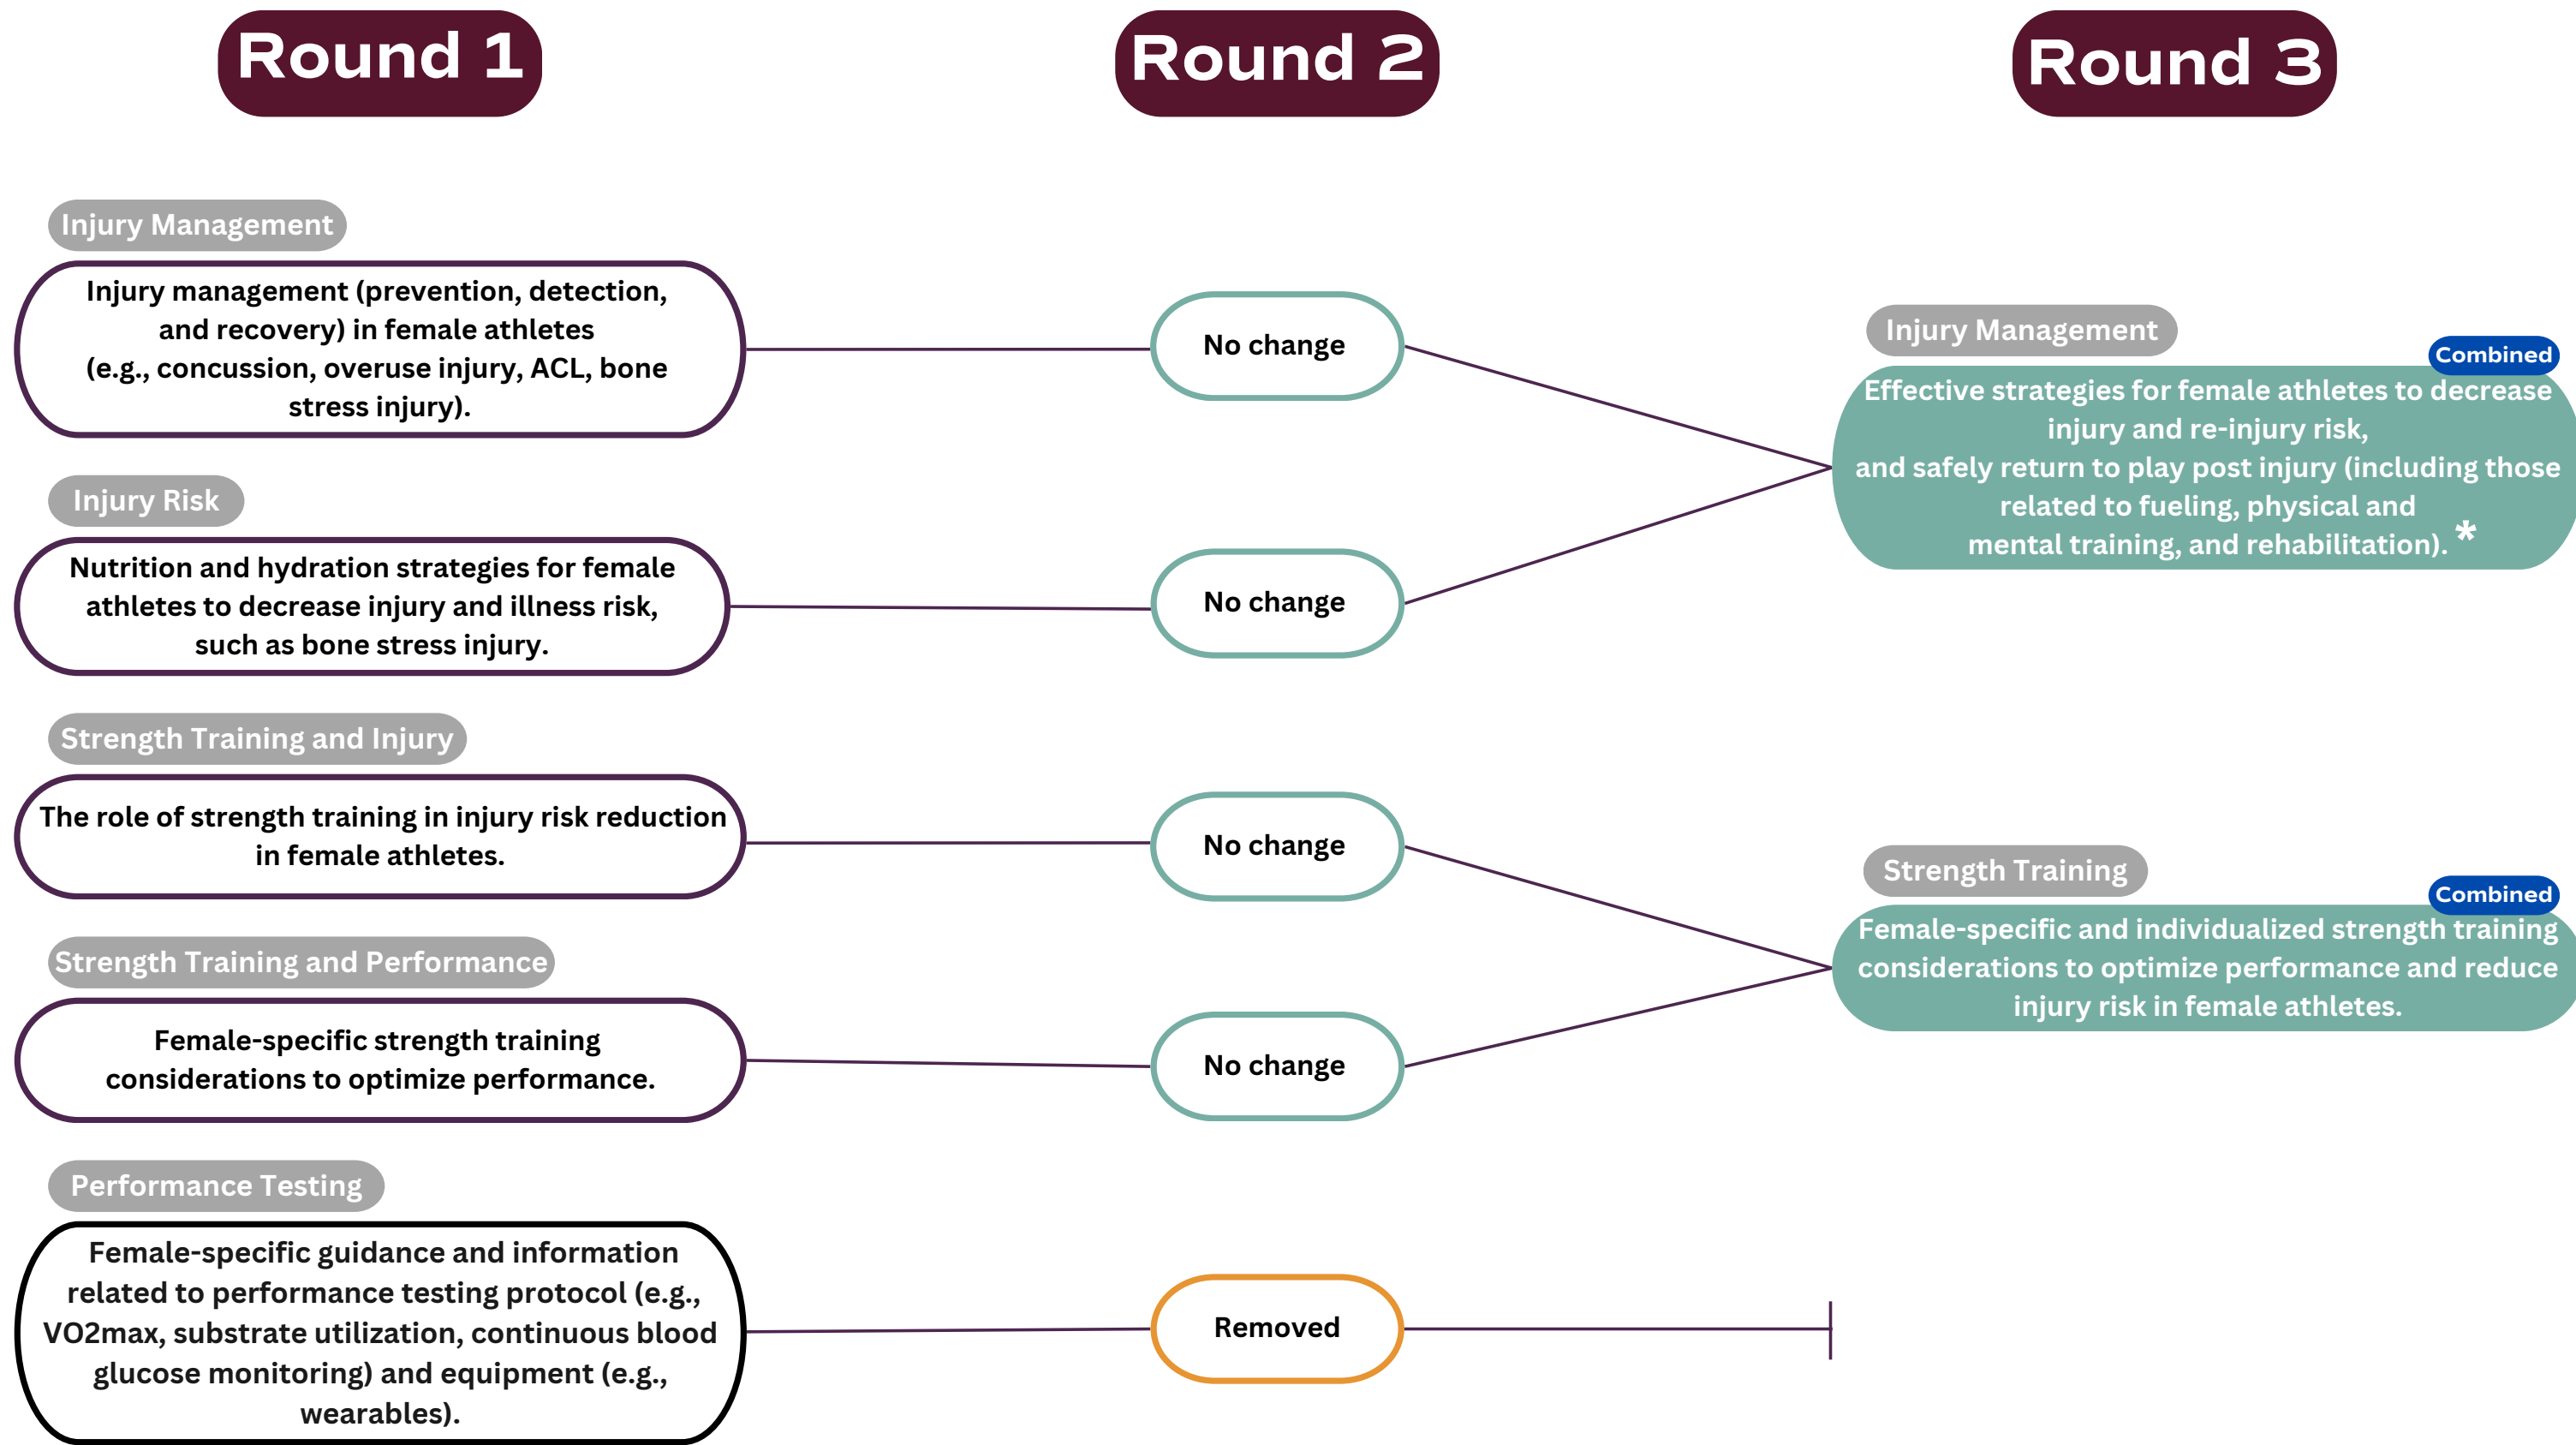 Round 1
Round 2
Round 3
Injury Management
Injury management (prevention, detection,
and recovery) in female athletes
(e.g., concussion, overuse injury, ACL, bone
stress injury).
No change
Injury Risk
Nutrition and hydration strategies for female
athletes to decrease injury and illness risk,
such as bone stress injury.
No change
Injury Management
Combined
Effective strategies for female athletes to decrease
injury and re-injury risk,
and safely return to play post injury (including those
related to fueling, physical and
mental training, and rehabilitation). *
Strength Training and Injury
The role of strength training in injury risk reduction
in female athletes.
No change
Strength Training and Performance
Female-specific strength training
considerations to optimize performance.
No change
Strength Training
Combined
Female-specific and individualized strength training
considerations to optimize performance and reduce
injury risk in female athletes.
Performance Testing
Female-specific guidance and information
related to performance testing protocol (e.g.,
VO2max, substrate utilization, continuous blood
glucose monitoring) and equipment (e.g.,
wearables).
Removed